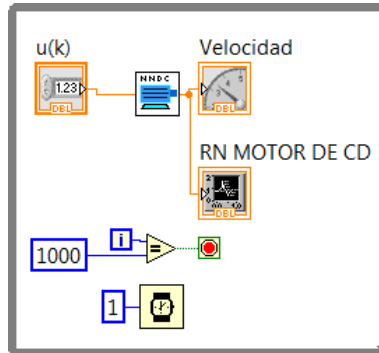 u(k)
Velocidad
1.23
DBL
NNDC
DBL
RN MOTOR DE CD
DBL
i
=
1000
1